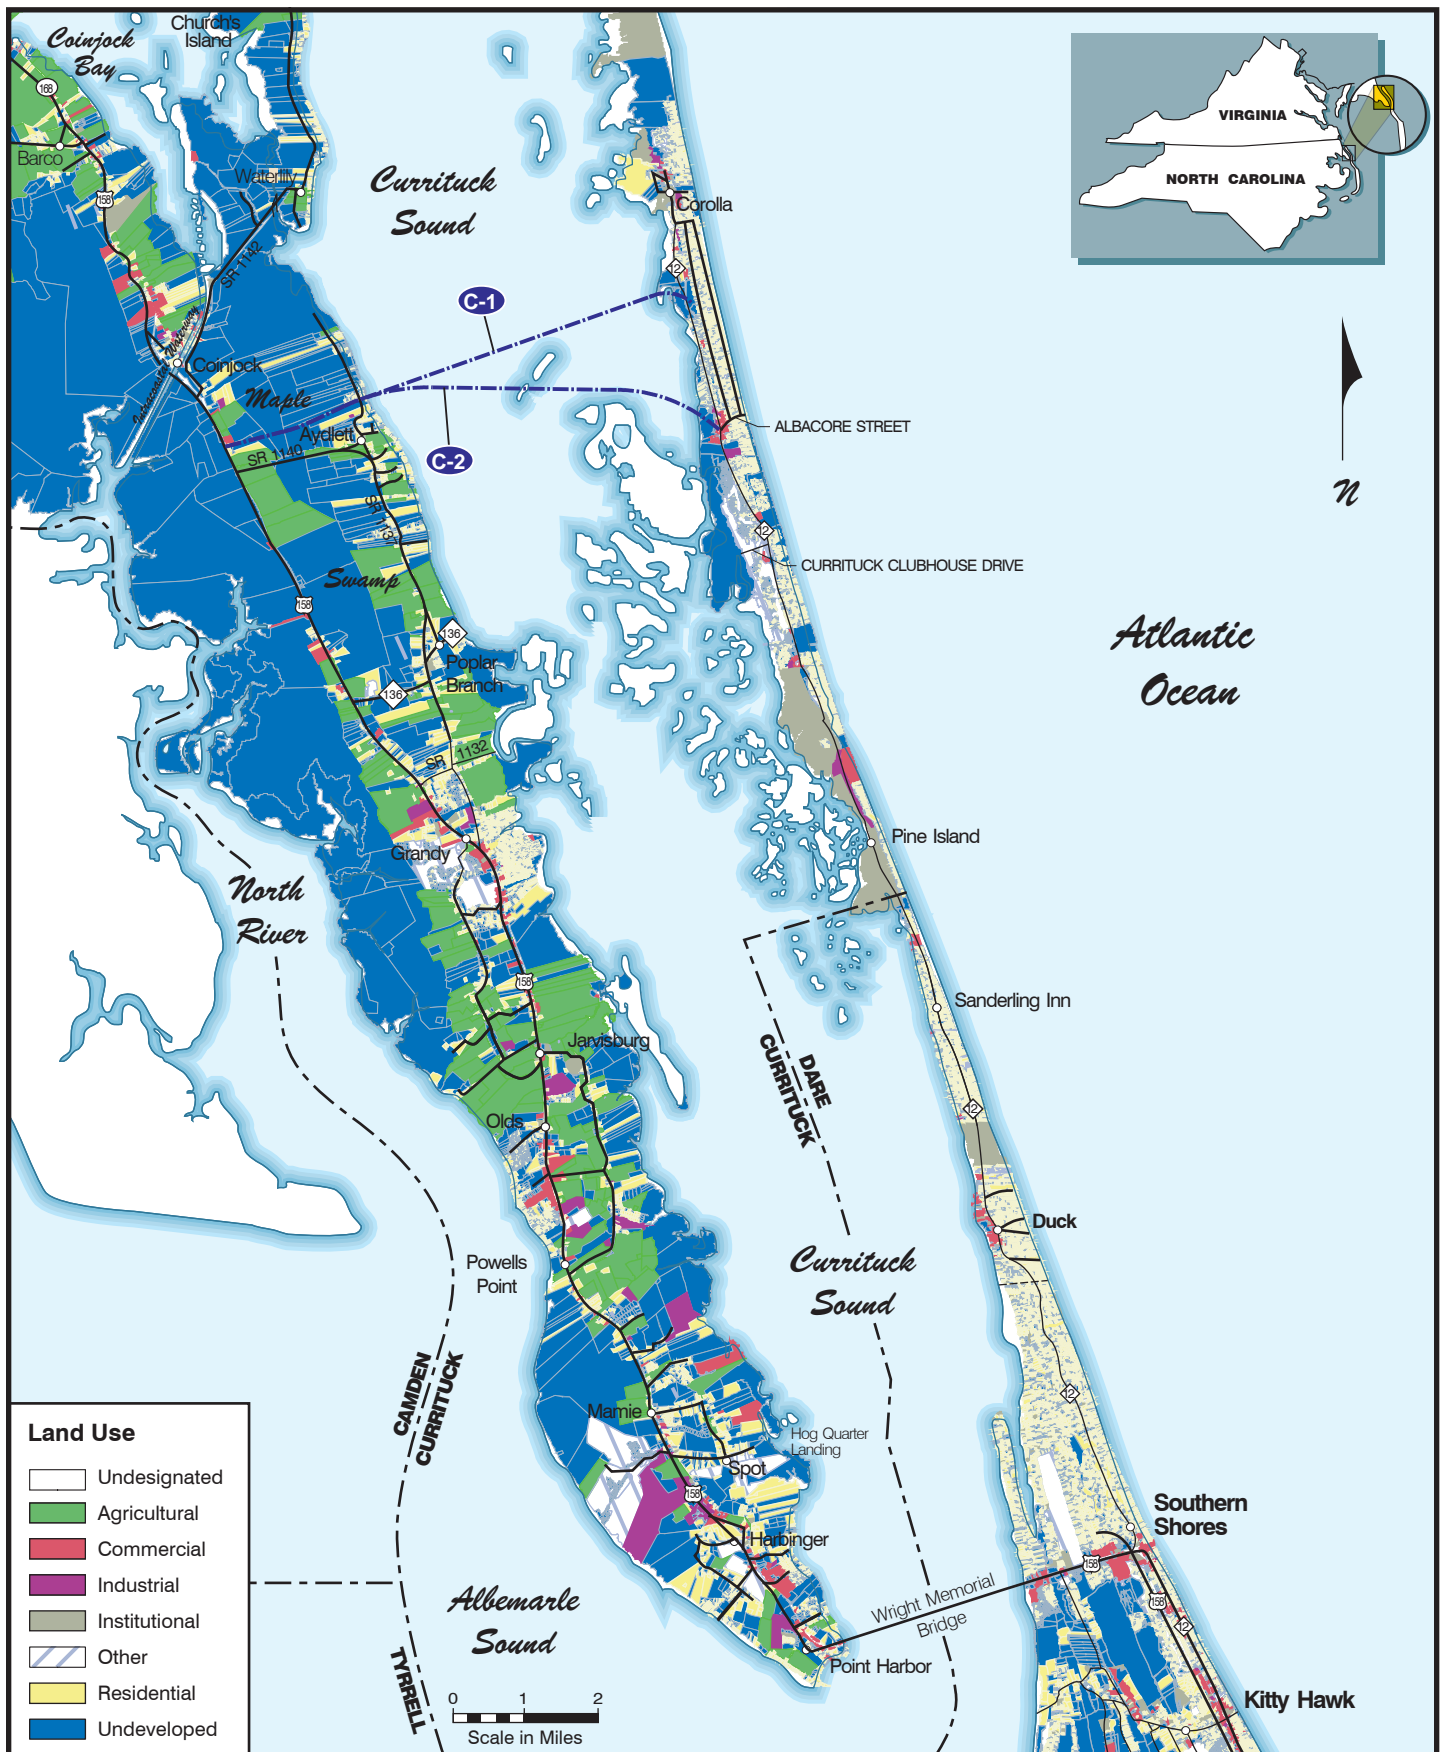 Coinjock
Bay
Church's
Island
168
Barco
158
Waterlily
SR 1142
Currituck
Sound
Corolla
12
VIRGINIA
NORTH CAROLINA
C-1
Intracoastal Waterway
Coinjock
Maple
Aydlett
SR 1140
C-2
ALBACORE STREET
N
12
CURRITUCK CLUBHOUSE DRIVE
Swamp
158
136
Poplar
Branch
136
SR 1132
Atlantic
Ocean
Grandy
Pine Island
North
River
158
Sanderling Inn
Jarvisburg
DARE
CURRITUCK
12
Olds
Duck
Powells
Point
Currituck
Sound
CAMDEN
CURRITUCK
12
Mamie
Hog Quarter
Landing
Spot
158
Harbinger
Southern
Shores
158
158
12
Wright Memorial
Bridge
Albemarle
Sound
Point Harbor
TYRRELL
Kitty Hawk
0 1 2
Scale in Miles
Land Use
Undesignated
Agricultural
Commercial
Industrial
Institutional
Other
Residential
Undeveloped